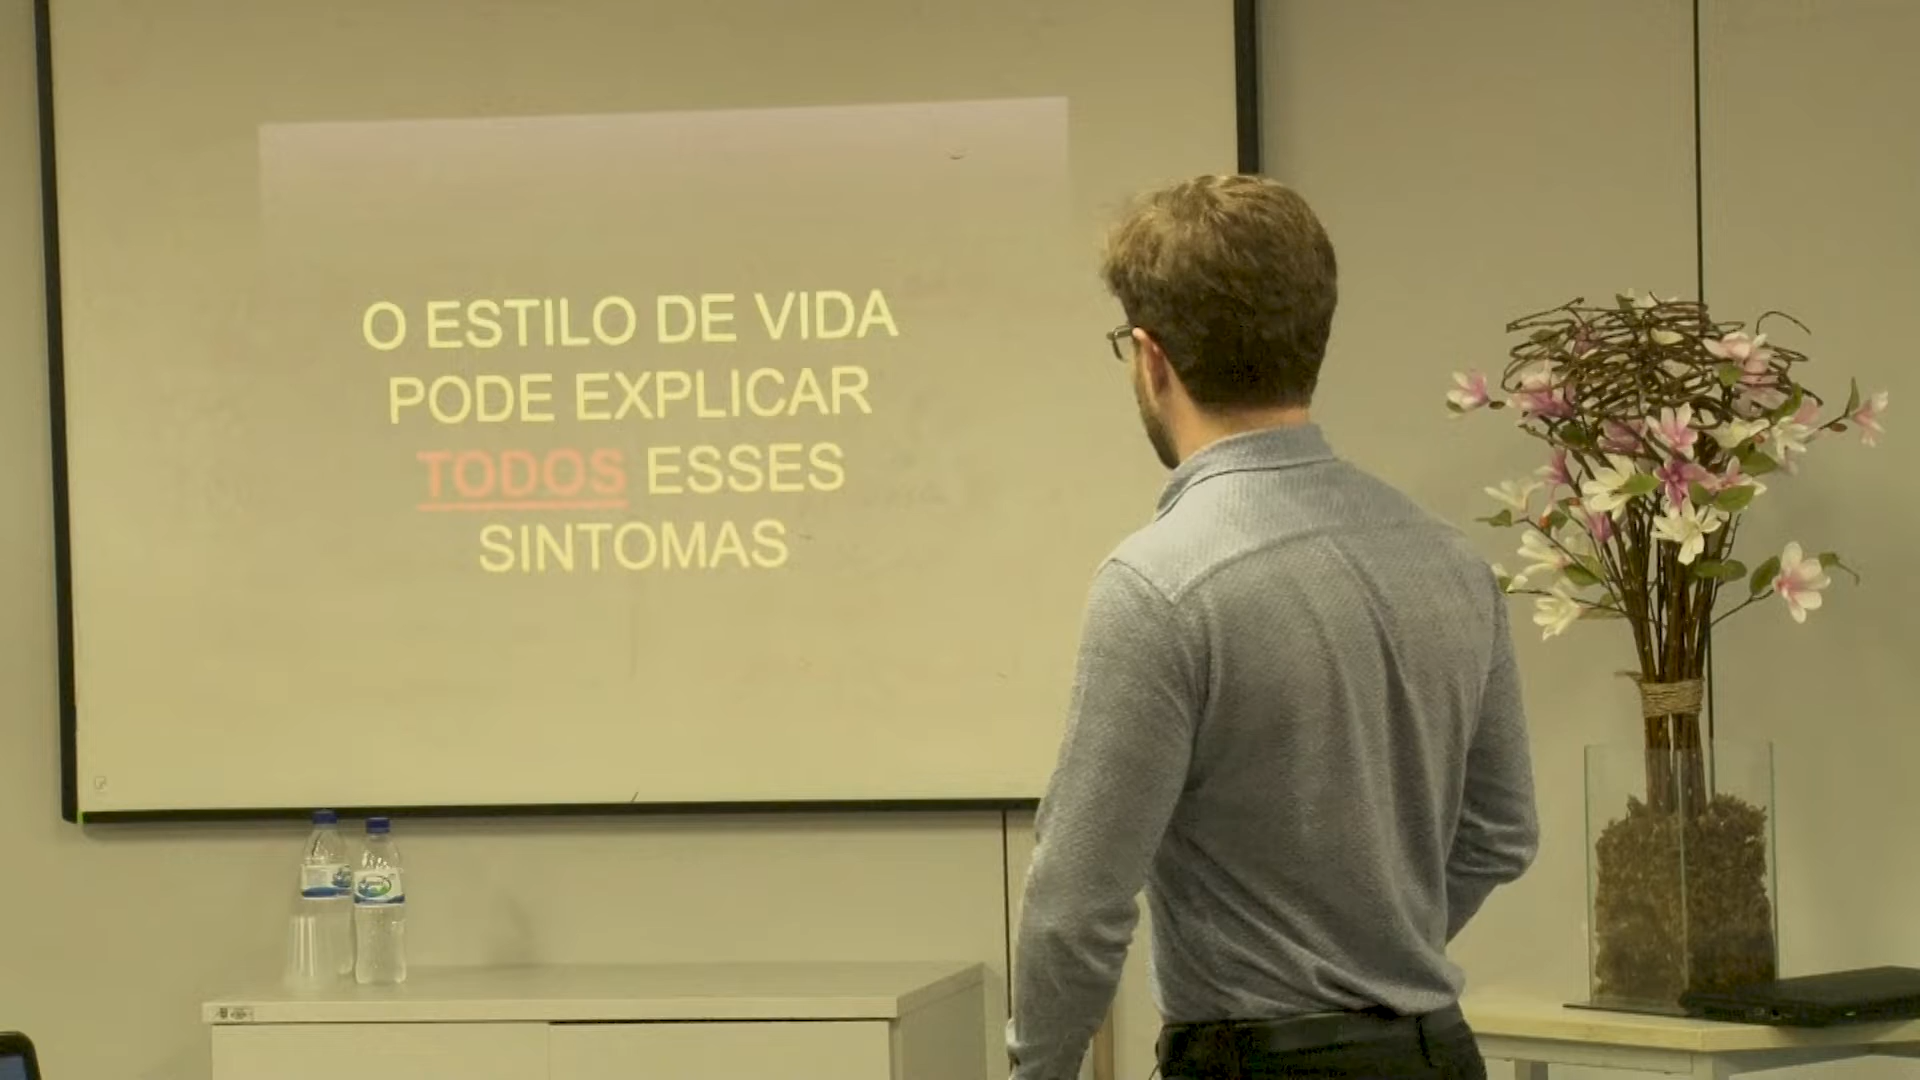 O ESTILO DE VIDA
PODE EXPLICAR
TODOS ESSES
SINTOMAS